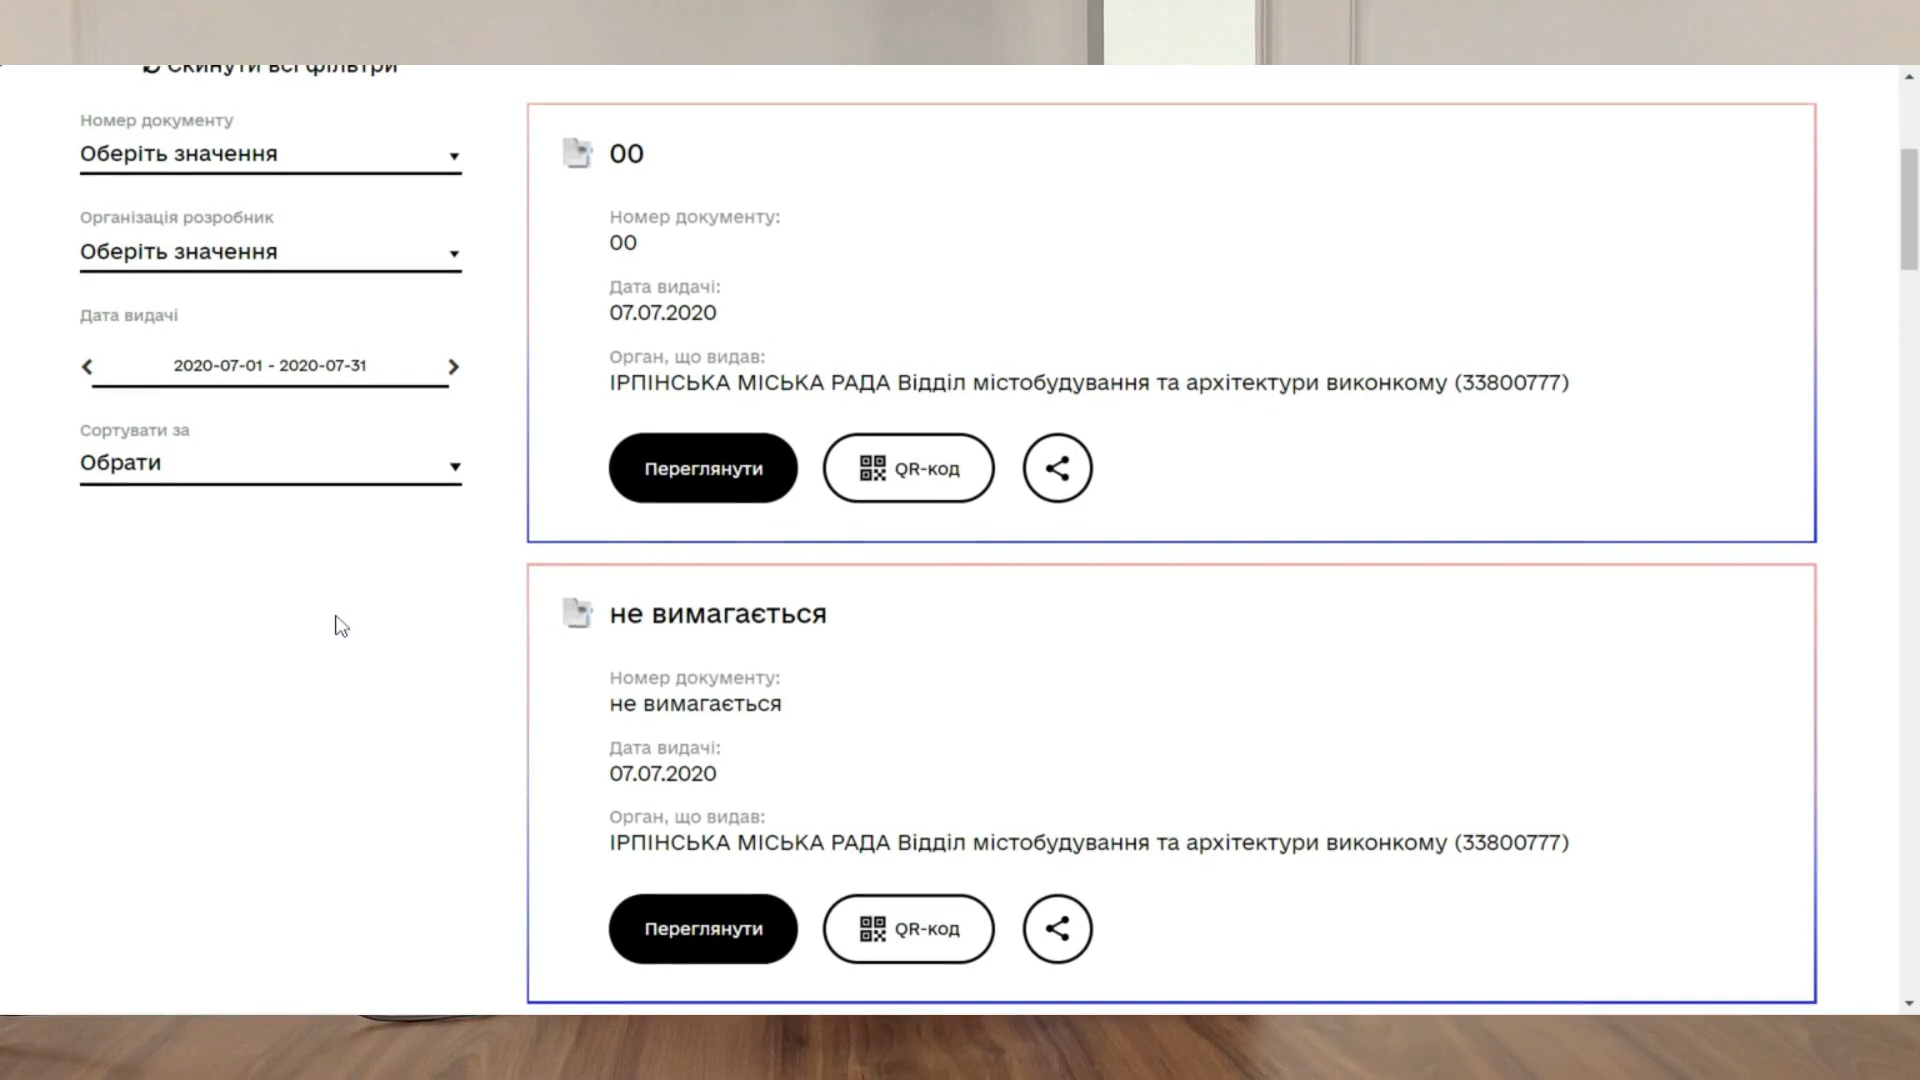 Скинути всі фільтри
Номер документу
Оберіть значення
Організація розробник
Оберіть значення
Дата видачі
2020-07-01 - 2020-07-31
Сортувати за
Обрати
00
Номер документу:
00
Дата видачі:
07.07.2020
Орган, що видав:
ІРПІНСЬКА МІСЬКА РАДА Відділ містобудування та архітектури виконкому (33800777)
Переглянути
QR-код
не вимагається
Номер документу:
не вимагається
Дата видачі:
07.07.2020
Орган, що видав:
ІРПІНСЬКА МІСЬКА РАДА Відділ містобудування та архітектури виконкому (33800777)
Переглянути
QR-код